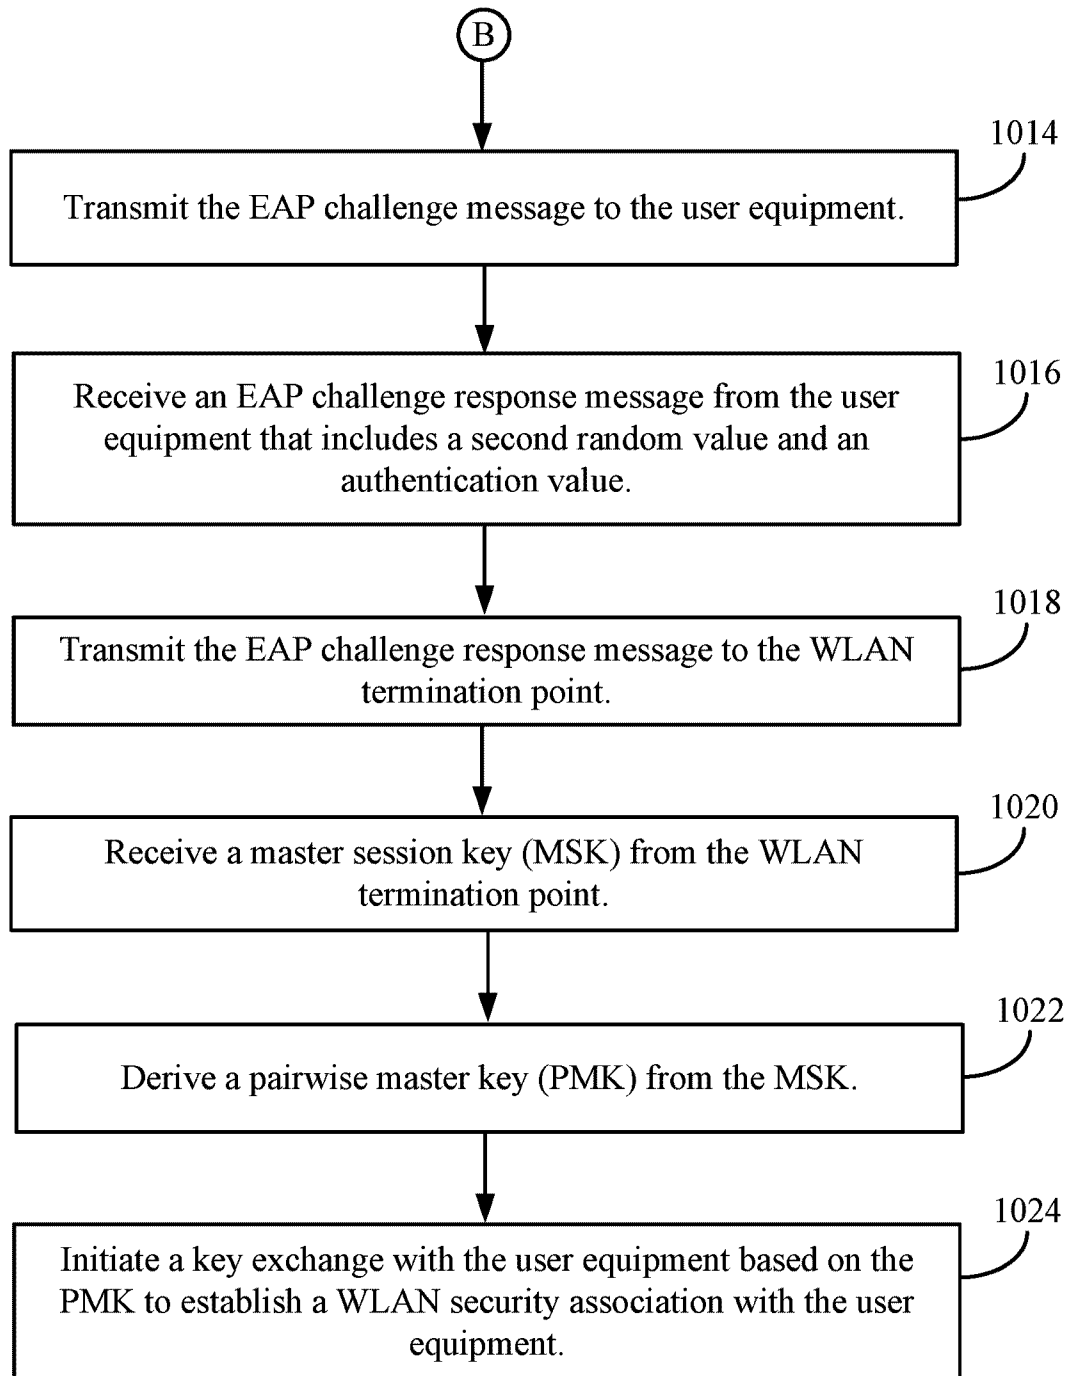 B
1014
Transmit the EAP challenge message to the user equipment.
1016
Receive an EAP challenge response message from the user
equipment that includes a second random value and an
authentication value.
1018
Transmit the EAP challenge response message to the WLAN
termination point.
1020
Receive a master session key (MSK) from the WLAN
termination point.
1022
Derive a pairwise master key (PMK) from the MSK.
1024
Initiate a key exchange with the user equipment based on the
PMK to establish a WLAN security association with the user
equipment.